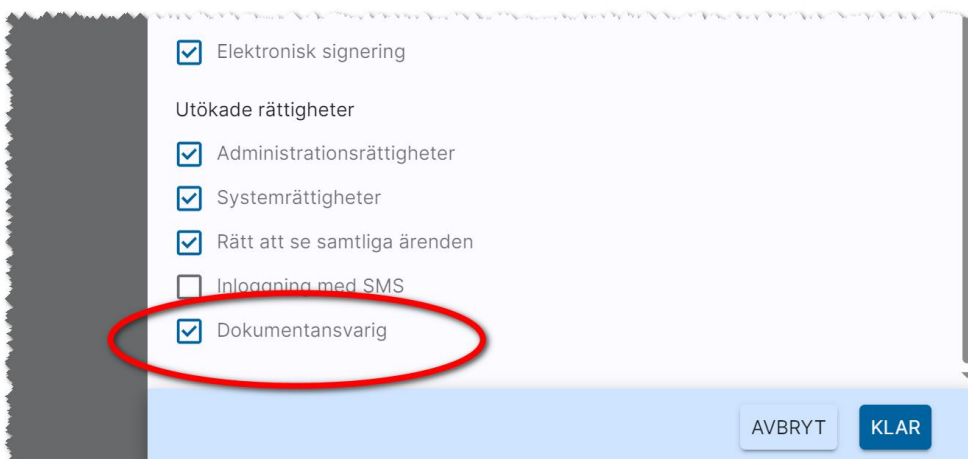 Elektronisk signering
Utökade rättigheter
Administrationsrättigheter
Systemrättigheter
Rätt att se samtliga ärenden
Inloggning med SMS
Dokumentansvarig
AVBRYT KLAR